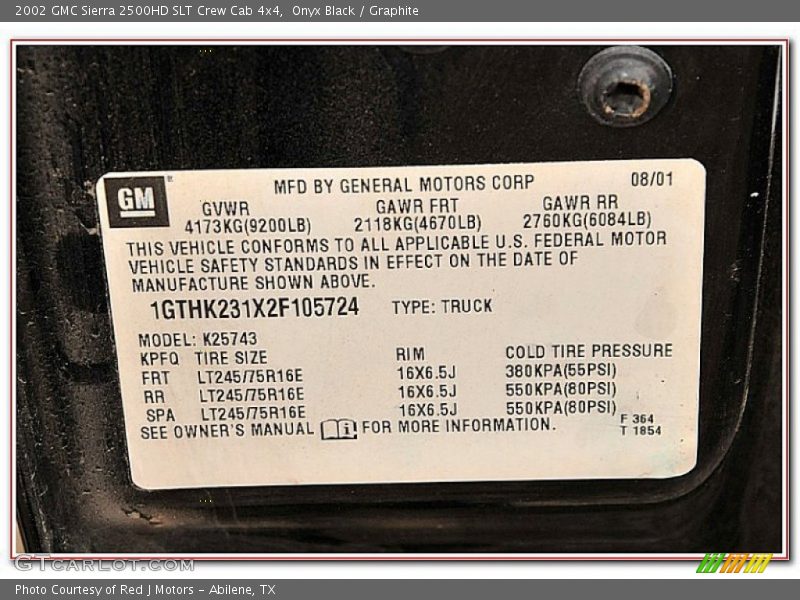 2002 GMC Sierra 2500HD SLT Crew Cab 4x4, Onyx Black / Graphite
GM
MFD BY GENERAL MOTORS CORP 08/01
GVWR GAWR FRT GAWR RR
4173KG(9200LB) 2118KG(4670LB) 2760KG(6084LB)
THIS VEHICLE CONFORMS TO ALL APPLICABLE U.S. FEDERAL MOTOR
VEHICLE SAFETY STANDARDS IN EFFECT ON THE DATE OF
MANUFACTURE SHOWN ABOVE.
1GTHK231X2F105724 TYPE: TRUCK
MODEL: K25743
KPFQ TIRE SIZE RIM COLD TIRE PRESSURE
FRT LT245/75R16E 16X6.5J 380KPA(55PSI)
RR LT245/75R16E 16X6.5J 550KPA(80PSI)
SPA LT245/75R16E 16X6.5J 550KPA(80PSI)
SEE OWNER'S MANUAL i FOR MORE INFORMATION.
F 364
T 1854
GTCARLOT.COM
Photo Courtesy of Red J Motors - Abilene, TX